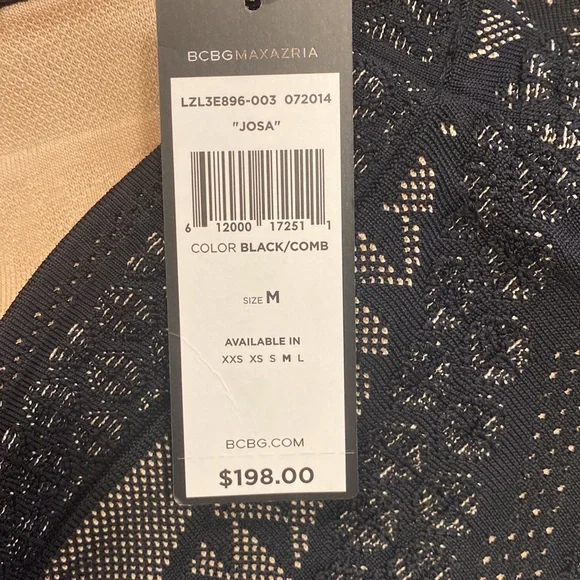 BCBGMAXAZRIA
LZL3E896-003 072014
"JOSA"
6 12000 17251 1
COLOR BLACK/COMB
SIZE M
AVAILABLE IN
XXS XS S M L
BCBG.COM
$198.00